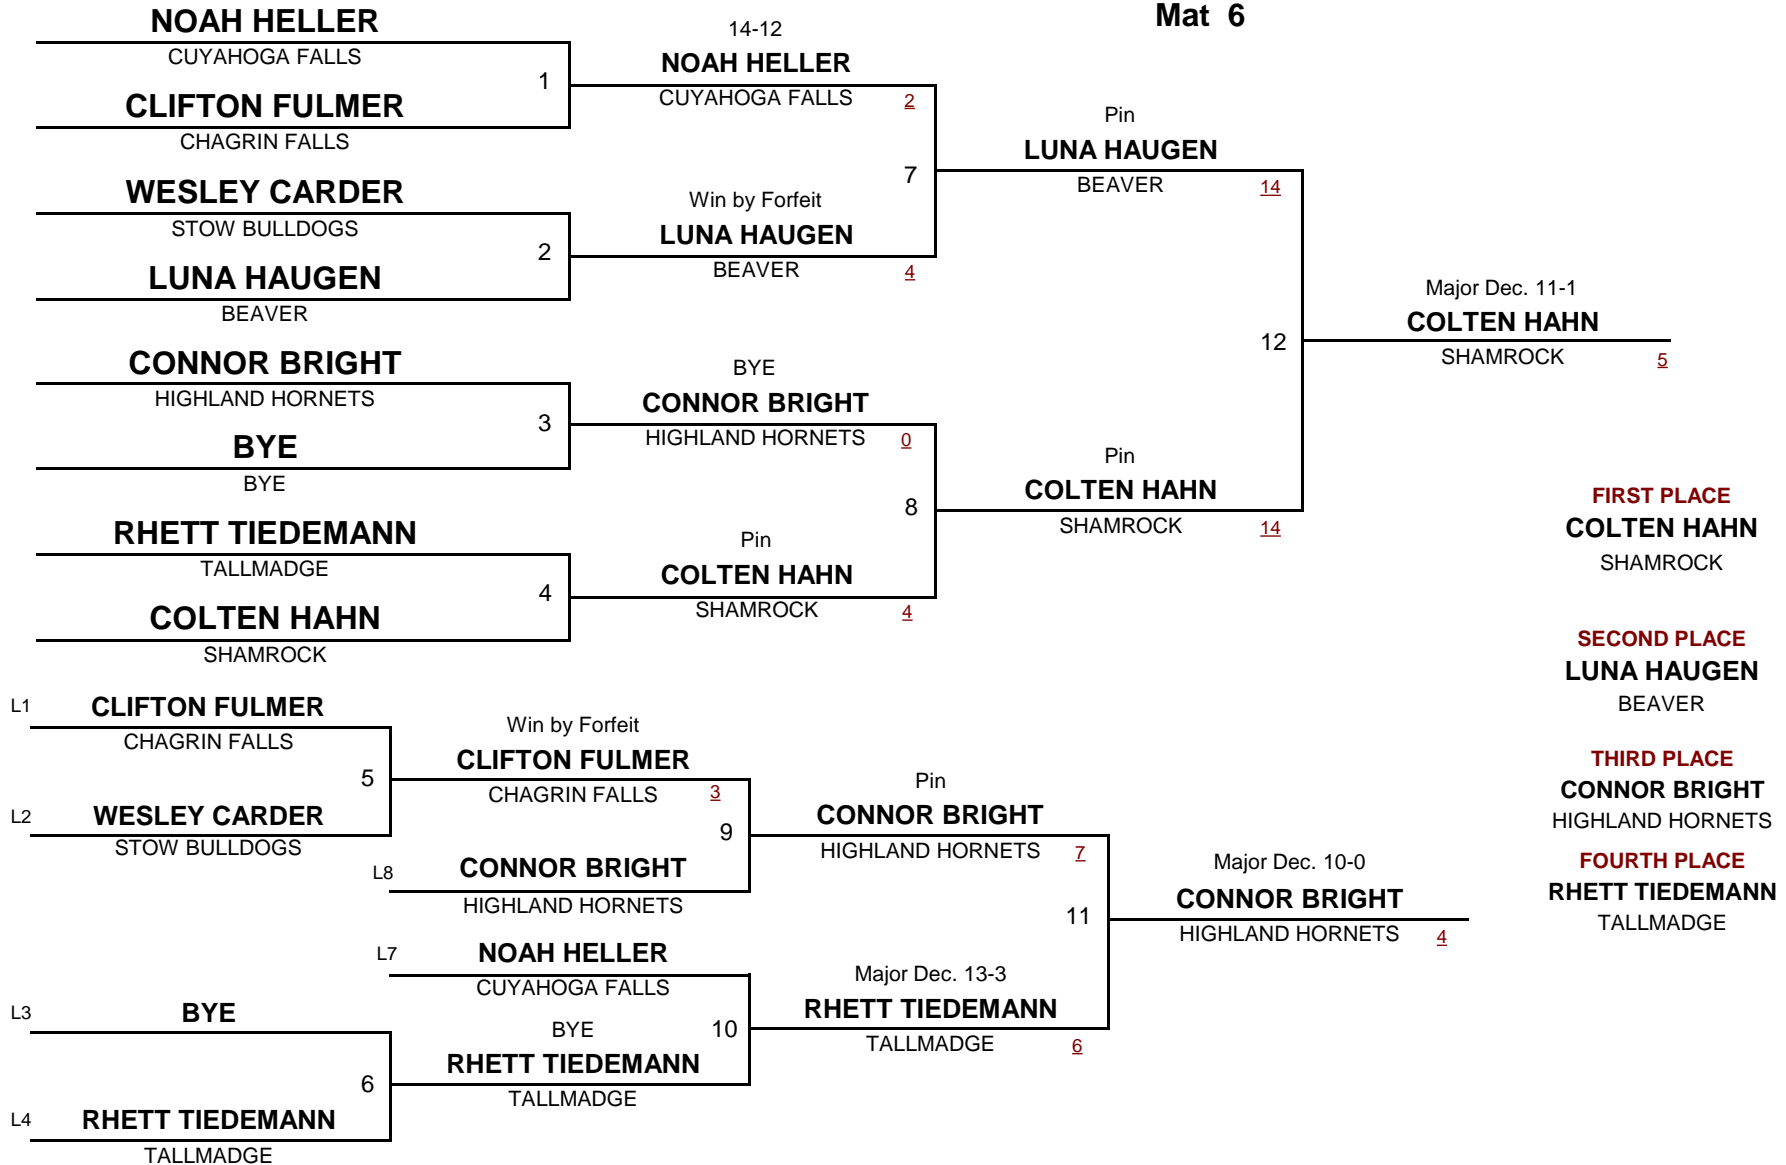 Mat 6
NOAH HELLER
CUYAHOGA FALLS
1
CLIFTON FULMER
CHAGRIN FALLS
WESLEY CARDER
STOW BULLDOGS
2
LUNA HAUGEN
BEAVER
CONNOR BRIGHT
HIGHLAND HORNETS
3
BYE
BYE
RHETT TIEDEMANN
TALLMADGE
4
COLTEN HAHN
SHAMROCK
14-12
NOAH HELLER
CUYAHOGA FALLS 2
7
Win by Forfeit
LUNA HAUGEN
BEAVER 4
BYE
CONNOR BRIGHT
HIGHLAND HORNETS 0
8
Pin
COLTEN HAHN
SHAMROCK 4
Pin
LUNA HAUGEN
BEAVER 14
12
Pin
COLTEN HAHN
SHAMROCK 14
Major Dec. 11-1
COLTEN HAHN
SHAMROCK 5
FIRST PLACE
COLTEN HAHN
SHAMROCK
SECOND PLACE
LUNA HAUGEN
BEAVER
THIRD PLACE
CONNOR BRIGHT
HIGHLAND HORNETS
FOURTH PLACE
RHETT TIEDEMANN
TALLMADGE
L1 CLIFTON FULMER
CHAGRIN FALLS
5
L2 WESLEY CARDER
STOW BULLDOGS
Win by Forfeit
CLIFTON FULMER
CHAGRIN FALLS 3
9
L8 CONNOR BRIGHT
HIGHLAND HORNETS
L7 NOAH HELLER
CUYAHOGA FALLS
10
BYE
RHETT TIEDEMANN
TALLMADGE
L3 BYE
6
L4 RHETT TIEDEMANN
TALLMADGE
Pin
CONNOR BRIGHT
HIGHLAND HORNETS 7
11
Major Dec. 13-3
RHETT TIEDEMANN
TALLMADGE 6
Major Dec. 10-0
CONNOR BRIGHT
HIGHLAND HORNETS 4